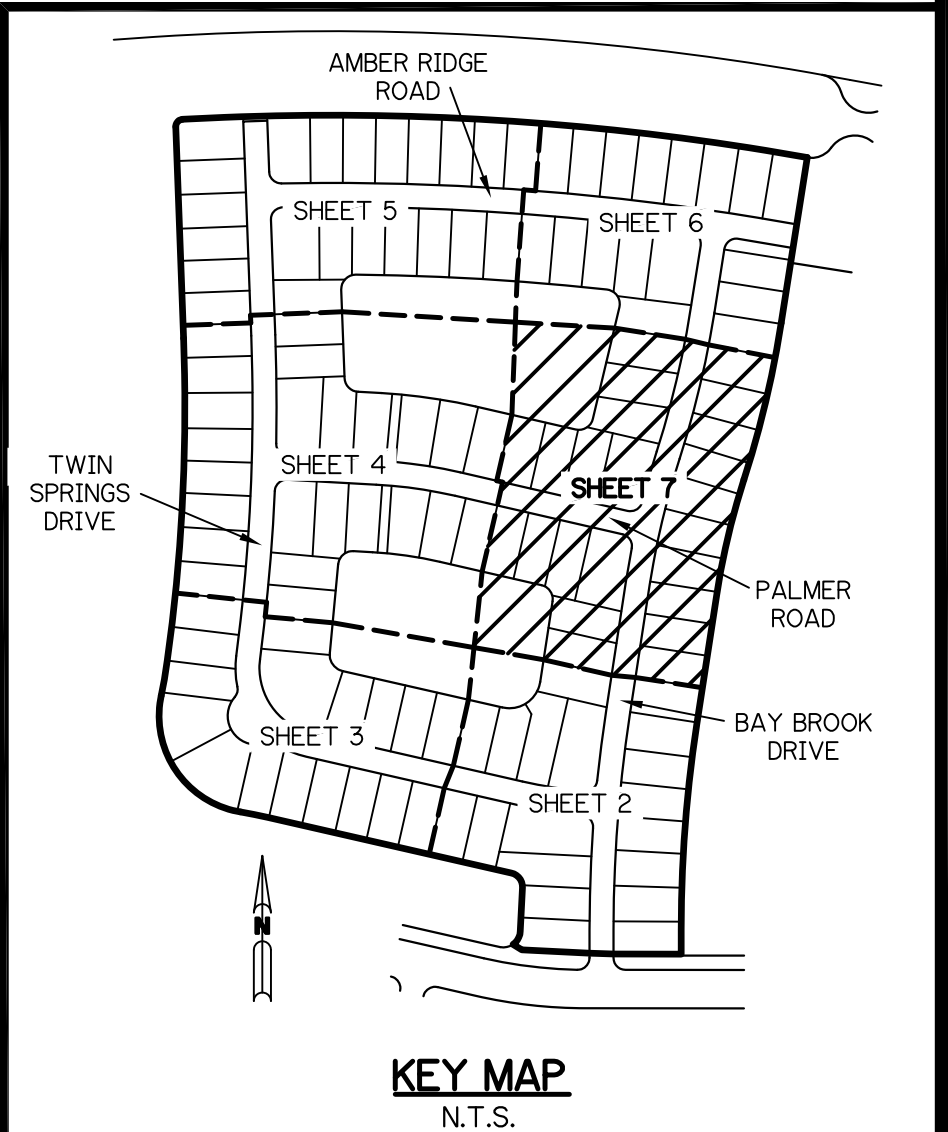 AMBER RIDGE
ROAD
SHEET 5
SHEET 6
TWIN
SPRINGS
DRIVE
SHEET 4
SHEET 7
PALMER
ROAD
SHEET 3
BAY BROOK
DRIVE
SHEET 2
N
KEY MAP
N.T.S.